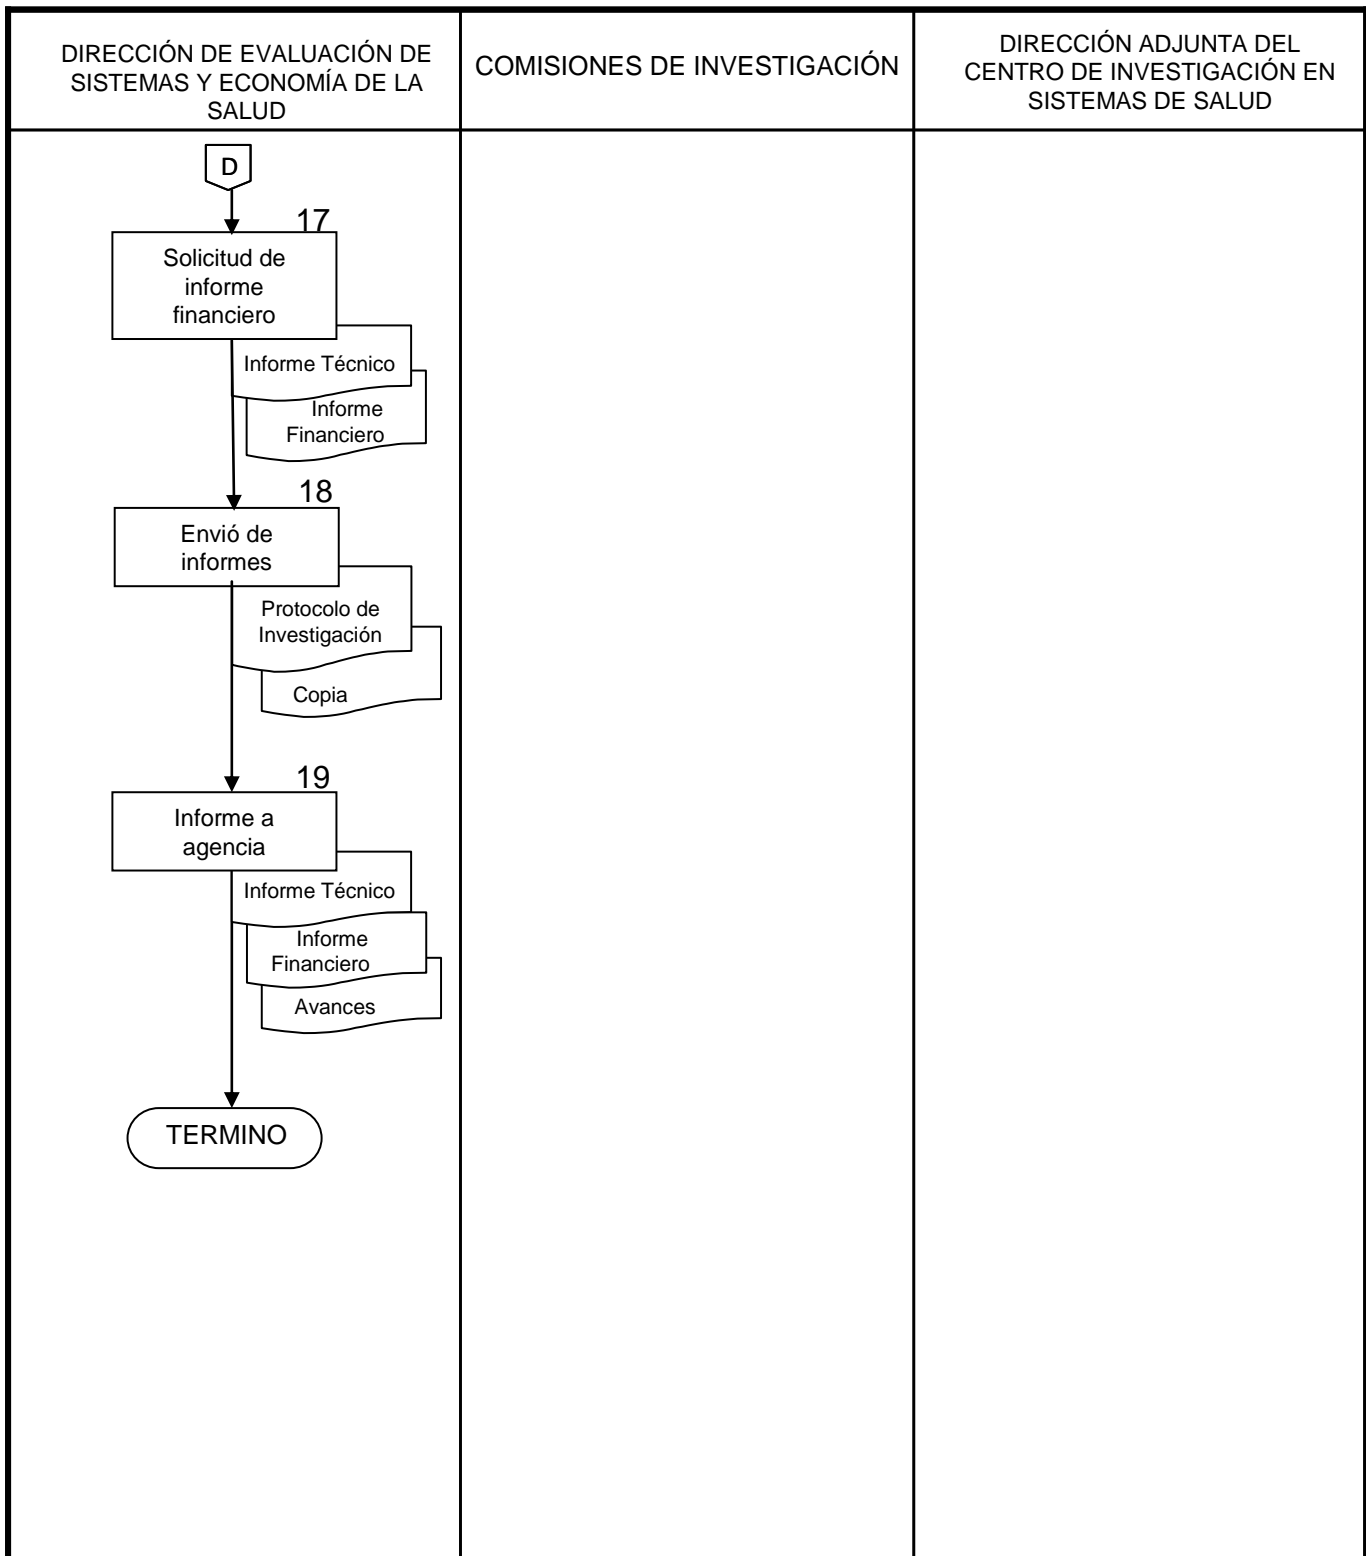 DIRECCIÓN DE EVALUACIÓN DE
SISTEMAS Y ECONOMÍA DE LA
SALUD
COMISIONES DE INVESTIGACIÓN
DIRECCIÓN ADJUNTA DEL
CENTRO DE INVESTIGACIÓN EN
SISTEMAS DE SALUD
D
17
Solicitud de
informe
financiero
Informe Técnico
Informe
Financiero
18
Envió de
informes
Protocolo de
Investigación
Copia
19
Informe a
agencia
Informe Técnico
Informe
Financiero
Avances
TERMINO